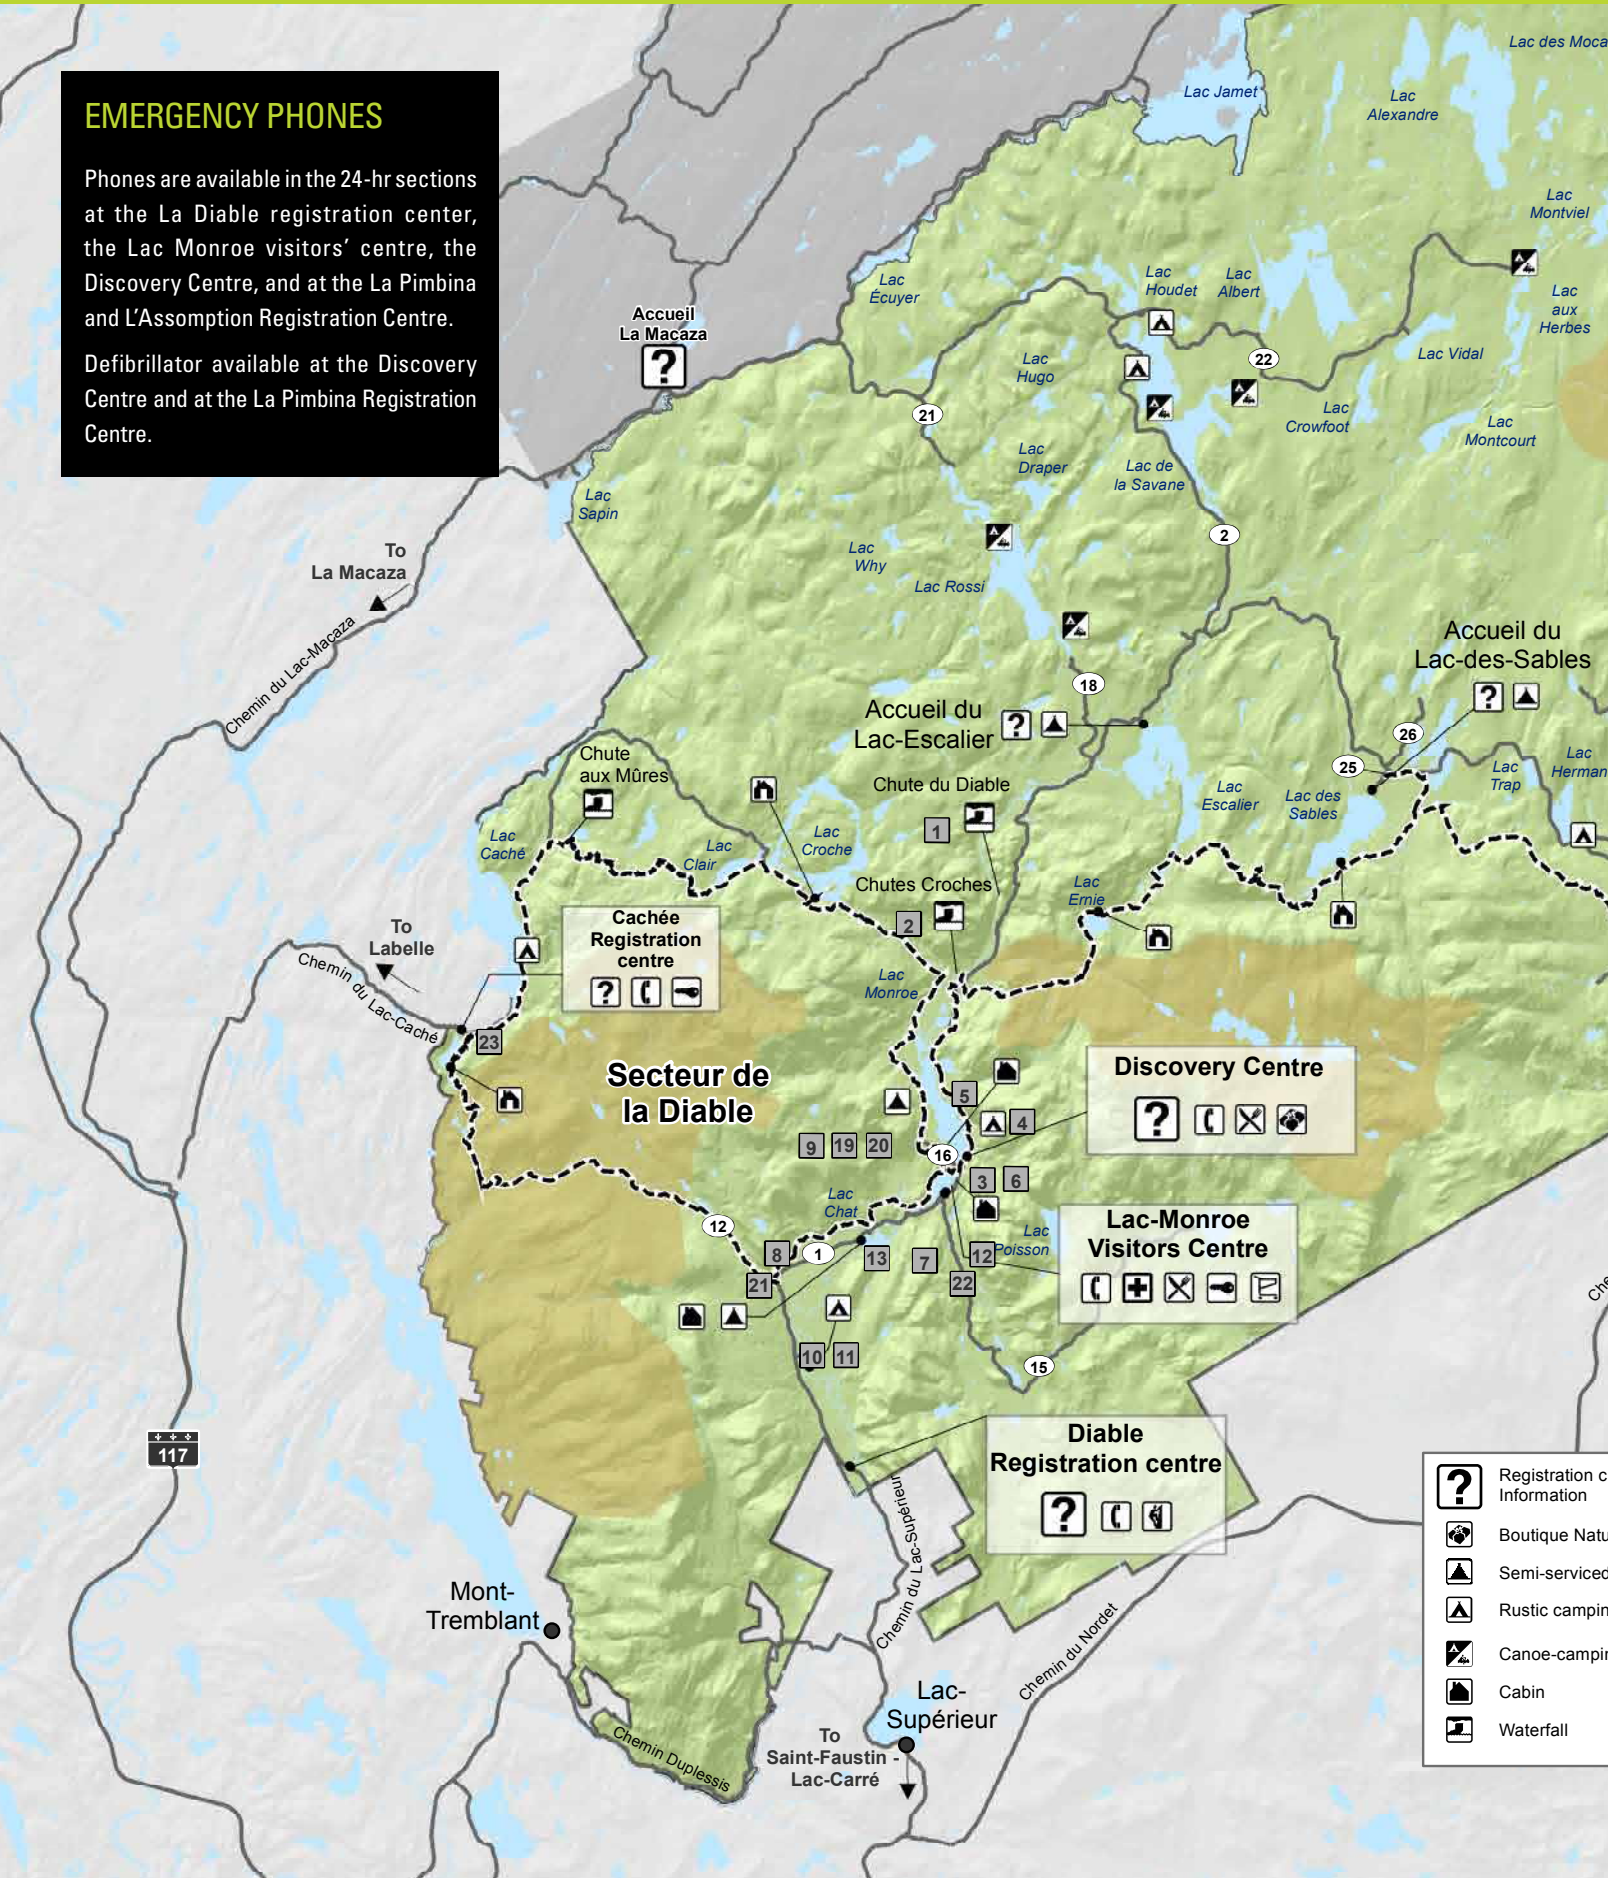 EMERGENCY PHONES
Phones are available in the 24-hr sections
at the La Diable registration center,
the Lac Monroe visitors’ centre, the
Discovery Centre, and at the La Pimbina
and L’Assomption Registration Centre.
Defibrillator available at the Discovery
Centre and at the La Pimbina Registration
Centre.
Lac des Moca
Lac Jamet
Lac
Alexandre
Lac
Montviel
Lac
Écuyer
Lac
Houdet
Lac
Albert
Lac
aux
Herbes
Accueil
La Macaza
?
Lac
Hugo
22
Lac Vidal
21
Lac
Crowfoot
Lac
Montcourt
Lac
Draper
Lac de
la Savane
Lac
Sapin
2
To
La Macaza
Lac
Why
Lac Rossi
Chemin du Lac-Macaza
Accueil du
Lac-des-Sables
?
18
Accueil du
Lac-Escalier
?
26
25
Chute
aux Mûres
Chute du Diable
1
Lac
Escalier
Lac des
Sables
Lac
Trap
Lac
Herman
Lac
Caché
Lac
Clair
Lac
Croche
Chutes Croches
2
Lac
Ernie
Cachée
Registration
centre
?
To
Labelle
Chemin du Lac-Caché
Lac
Monroe
23
Secteur de
la Diable
Discovery Centre
?
5
4
9
19
20
16
3
6
Lac
Chat
12
8
1
13
7
12
Lac
Poisson
Lac-Monroe
Visitors Centre
21
22
10
11
15
Diable
Registration centre
?
117
Chemin du Lac-Supérieur
Che
?
Registration c
Information
Boutique Natu
Semi-serviced
Rustic campin
Canoe-campin
Cabin
Waterfall
Mont-
Tremblant
Chemin du Nordet
Lac-
Supérieur
To
Saint-Faustin -
Lac-Carré
Chemin Duplessis